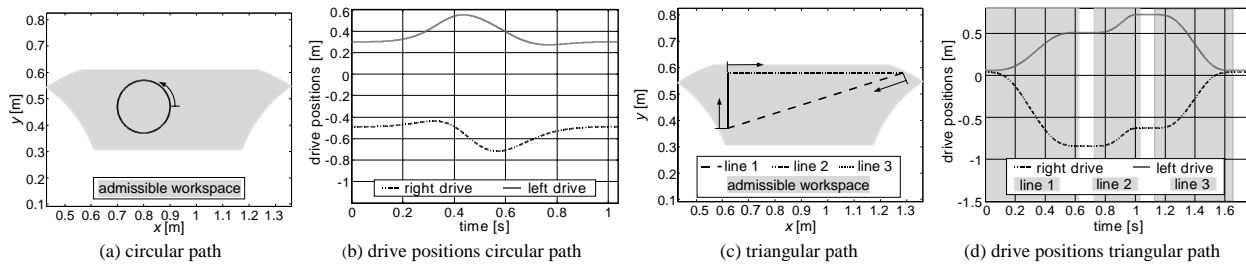 0.8
0.7
0.6
0.5
0.4
0.3
0.2
0.1
y [m]
admissible workspace
0.5 0.6 0.7 0.8 0.9 1 1.1 1.2 1.3
x [m]
(a) circular path
0.6
0.4
0.2
0
-0.2
-0.4
-0.6
-0.8
-1
drive positions [m]
right drive left drive
0 0.2 0.4 0.6 0.8 1
time [s]
(b) drive positions circular path
0.8
0.7
0.6
0.5
0.4
0.3
0.2
0.1
y [m]
line 1 line 2 line 3
admissible workspace
0.5 0.6 0.7 0.8 0.9 1 1.1 1.2 1.3
x [m]
(c) triangular path
0.5
0
-0.5
-1
-1.5
drive positions [m]
right drive left drive
line 1 line 2 line 3
0 0.2 0.4 0.6 0.8 1 1.2 1.4 1.6
time [s]
(d) drive positions triangular path